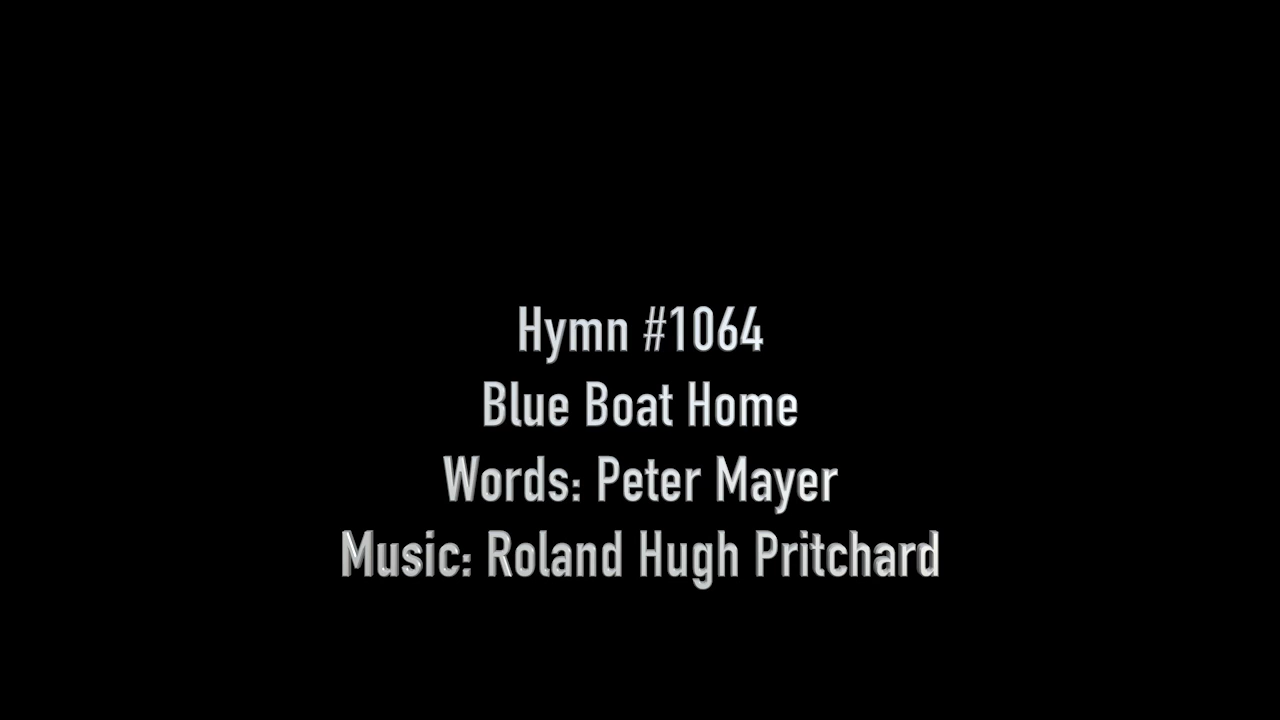 Hymn #1064
Blue Boat Home
Words: Peter Mayer
Music: Roland Hugh Pritchard